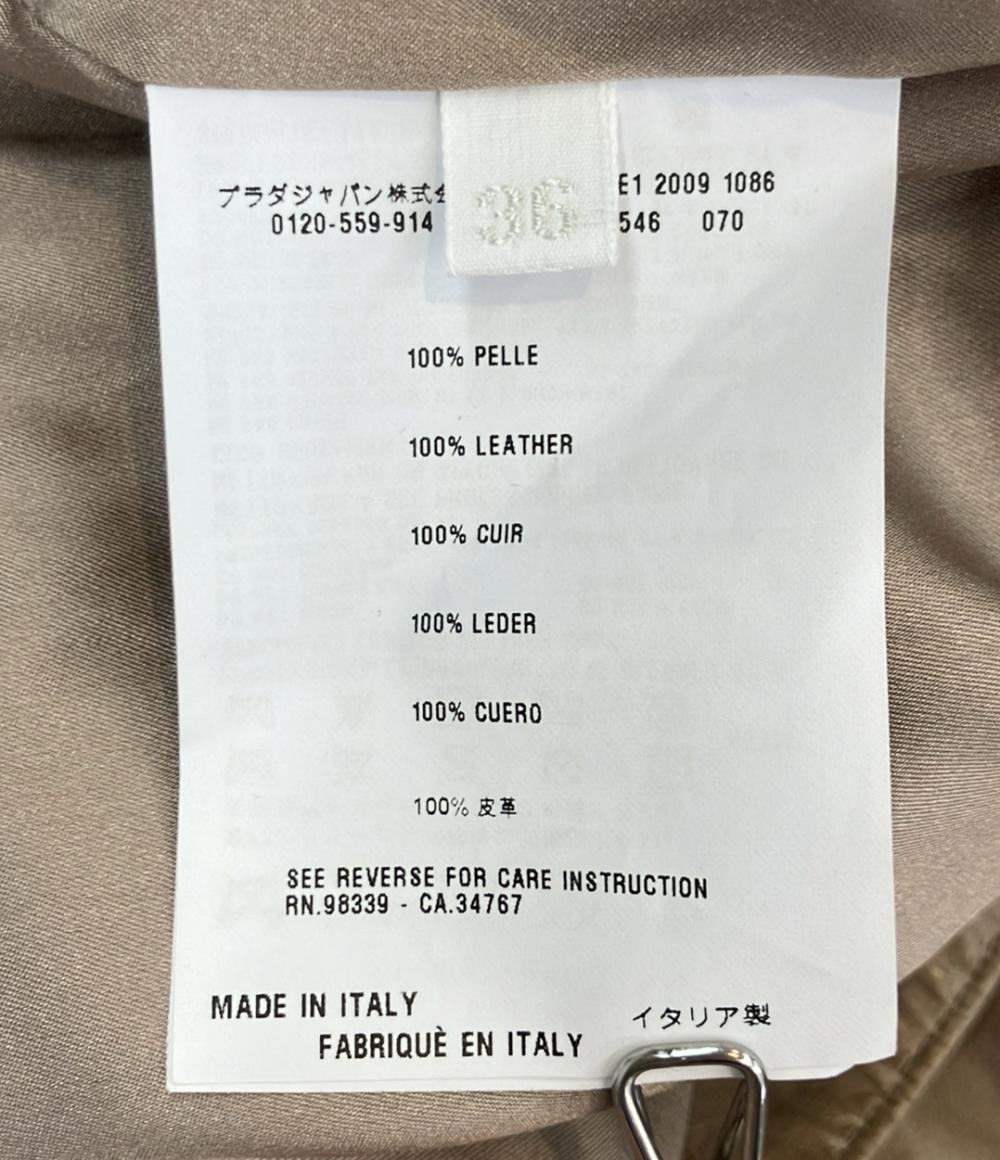 プラダジャパン株式会 E1 2009 1086
0120-559-914 546 070
36
100% PELLE
100% LEATHER
100% CUIR
100% LEDER
100% CUERO
100% 皮革
SEE REVERSE FOR CARE INSTRUCTION
RN.98339 - CA.34767
MADE IN ITALY
FABRIQUÈ EN ITALY
イタリア製